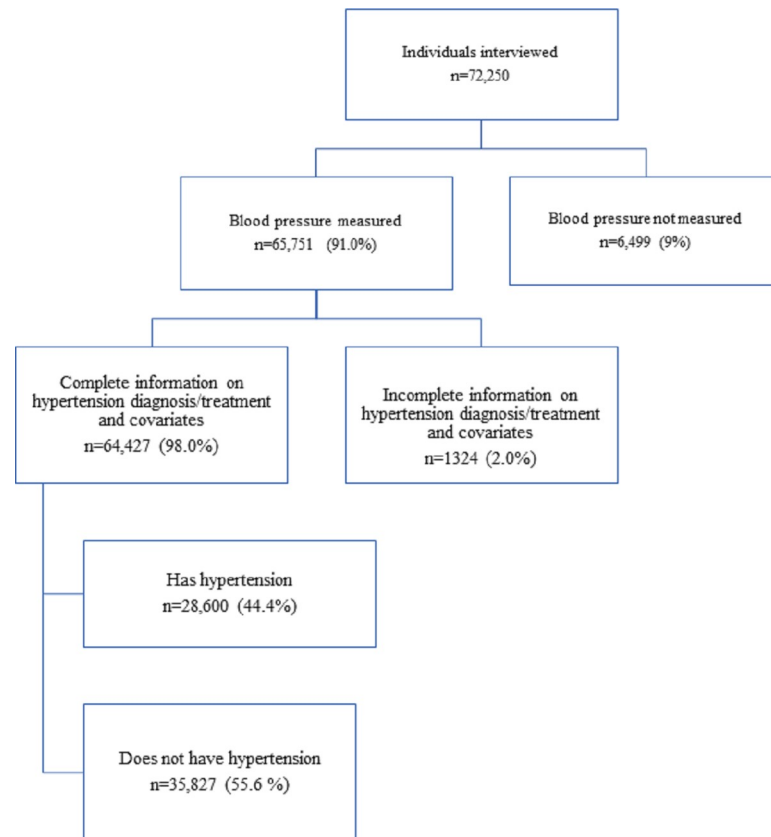 Individuals interviewed
n=72,250
Blood pressure measured
n=65,751 (91.0%)
Blood pressure not measured
n=6,499 (9%)
Complete information on
hypertension diagnosis/treatment
and covariates
n=64,427 (98.0%)
Incomplete information on
hypertension diagnosis/treatment
and covariates
n=1324 (2.0%)
Has hypertension
n=28,600 (44.4%)
Does not have hypertension
n=35,827 (55.6 %)